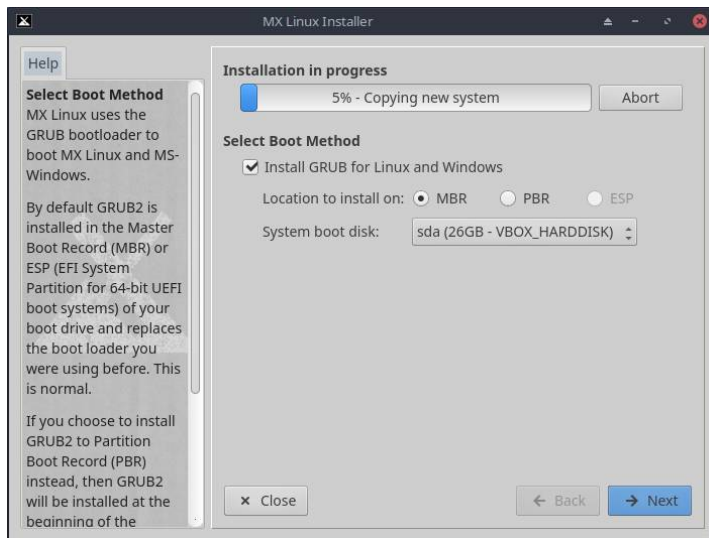 MX Linux Installer
Help
Select Boot Method
MX Linux uses the
GRUB bootloader to
boot MX Linux and MS-
Windows.
By default GRUB2 is
installed in the Master
Boot Record (MBR) or
ESP (EFI System
Partition for 64-bit UEFI
boot systems) of your
boot drive and replaces
the boot loader you
were using before. This
is normal.
If you choose to install
GRUB2 to Partition
Boot Record (PBR)
instead, then GRUB2
will be installed at the
beginning of the
Installation in progress
5% - Copying new system
Abort
Select Boot Method
Install GRUB for Linux and Windows
Location to install on: MBR PBR ESP
System boot disk: sda (26GB - VBOX_HARDDISK)
Close Back Next